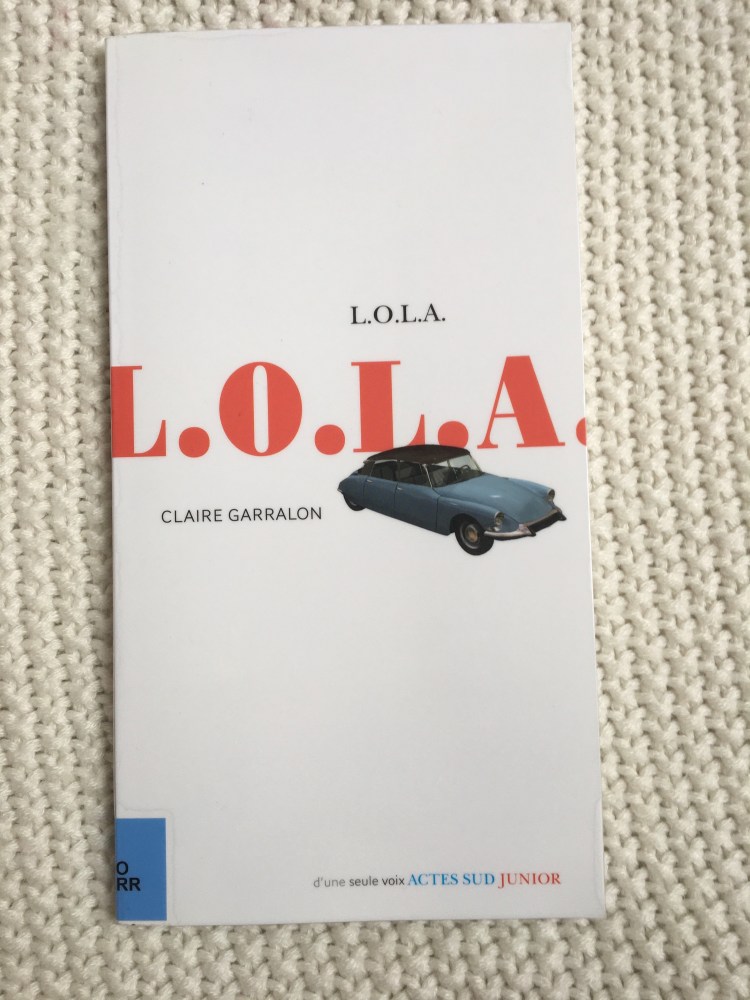 L.O.L.A.
L.O.L.A.
CLAIRE GARRALON
O
RR
d'une seule voix ACTES SUD JUNIOR